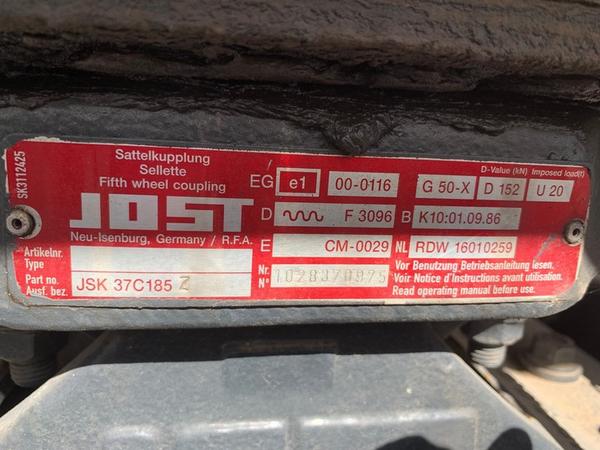 SK3112425
Sattelkupplung
Sellette
Fifth wheel coupling
JOST
Neu-Isenburg, Germany / R.F.A.
Artikelnr.
Type
Part no.
Ausf. bez.
JSK 37C185 Z
EG e1 00-0116
D F 3096
E CM-0029
Nr.
N° 1028370975
D-Value (kN) Imposed load(t)
G 50-X D 152 U 20
B K10:01.09.86
NL RDW 16010259
Vor Benutzung Betriebsanleitung lesen.
Voir Notice d'Instructions avant utilisation.
Read operating manual before use.